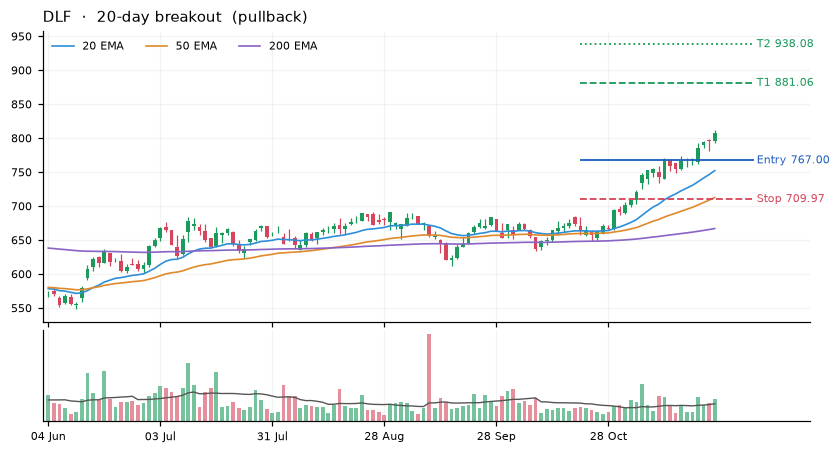 DLF · 20-day breakout (pullback)
20 EMA 50 EMA 200 EMA
950
900
850
800
750
700
650
600
550
T2 938.08
T1 881.06
Entry 767.00
Stop 709.97
04 Jun 03 Jul 31 Jul 28 Aug 28 Sep 28 Oct